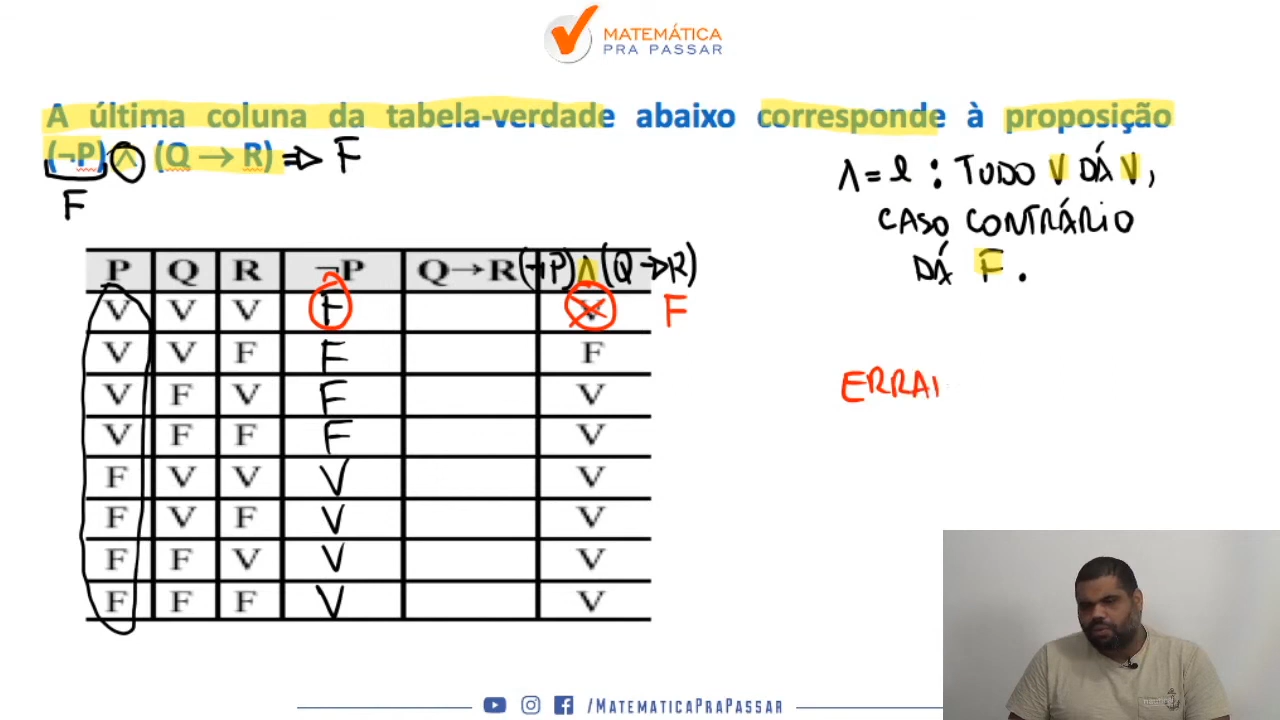 MATEMÁTICA
PRA PASSAR
A última coluna da tabela-verdade abaixo corresponde à proposição
(¬P) ∧ (Q → R) ⇒ F
F
Λ = e : TUDO V DÁ V,
CASO CONTRÁRIO
DÁ F.
P Q R ¬P Q→R (¬P)∧(Q→R)
V V V F V F
V V F F F
V F V F V
V F F F V
F V V V V
F V F V V
F F V V V
F F F V V
ERRAI
/MATEMATICAPRAPASSAR